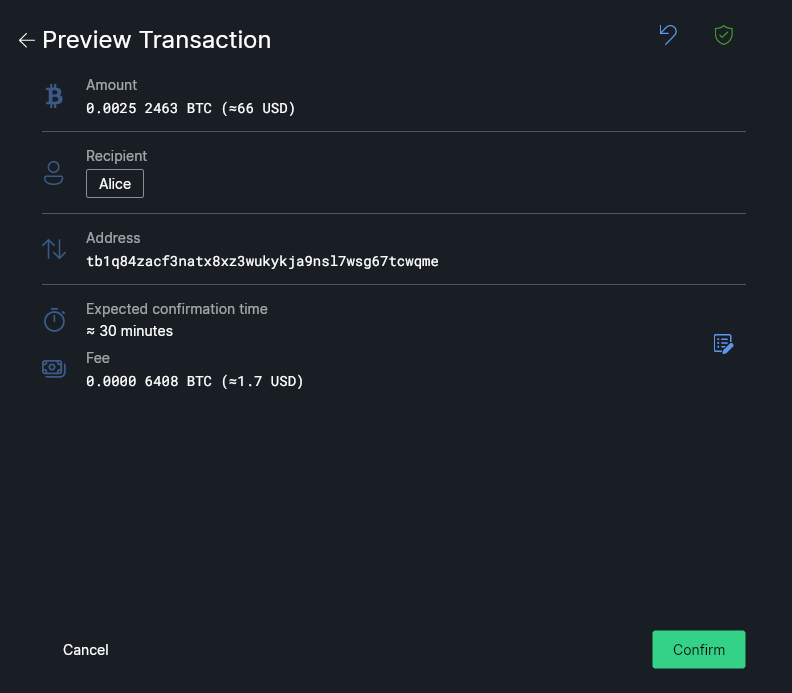 Preview Transaction
Amount
0.0025 2463 BTC (≈66 USD)
Recipient
Alice
Address
tb1q84zacf3natx8xz3wukykja9nsl7wsg67tcwqme
Expected confirmation time
≈ 30 minutes
Fee
0.0000 6408 BTC (≈1.7 USD)
Cancel
Confirm